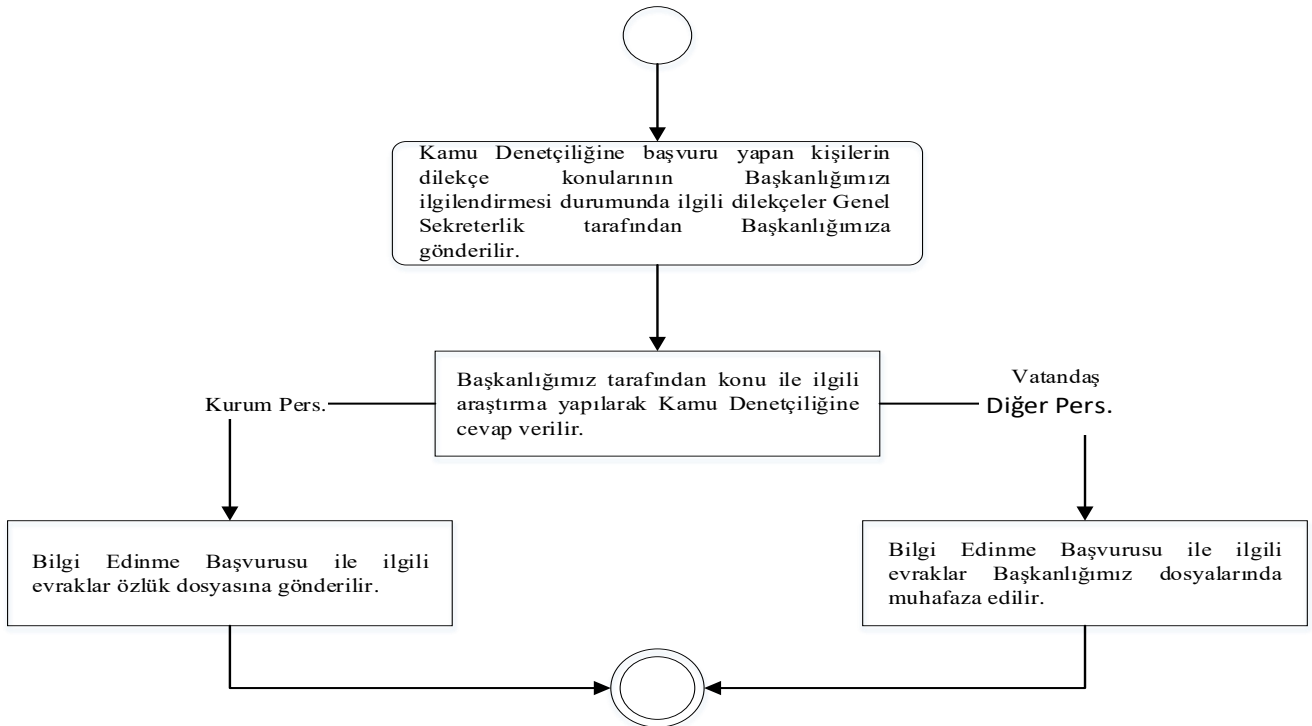 Kamu Denetçiliğine başvuru yapan kişilerin
dilekçe konularının Başkanlığımızı
ilgilendirmesi durumunda ilgili dilekçeler Genel
Sekreterlik tarafından Başkanlığımıza
gönderilir.
Başkanlığımız tarafından konu ile ilgili
araştırma yapılarak Kamu Denetçiliğine
cevap verilir.
Kurum Pers.
Vatandaş
Diğer Pers.
Bilgi Edinme Başvurusu ile ilgili
evraklar özlük dosyasına gönderilir.
Bilgi Edinme Başvurusu ile ilgili
evraklar Başkanlığımız dosyalarında
muhafaza edilir.